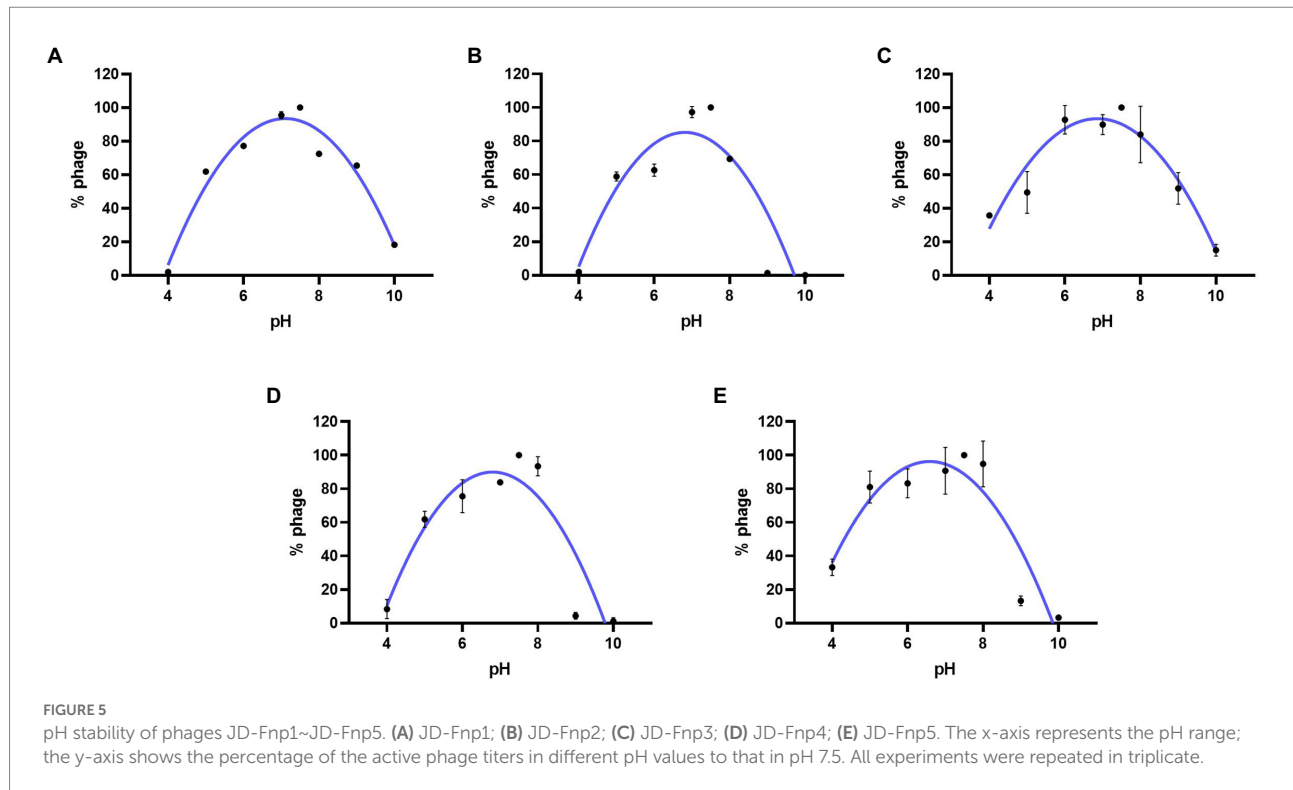 A
120
100
80
60
40
20
0
% phage
4 6 8 10
pH
B
120
100
80
60
40
20
0
% phage
4 6 8 10
pH
C
120
100
80
60
40
20
0
% phage
4 6 8 10
pH
D
120
100
80
60
40
20
0
% phage
4 6 8 10
pH
E
120
100
80
60
40
20
0
% phage
4 6 8 10
pH
FIGURE 5
pH stability of phages JD-Fnp1~JD-Fnp5. (A) JD-Fnp1; (B) JD-Fnp2; (C) JD-Fnp3; (D) JD-Fnp4; (E) JD-Fnp5. The x-axis represents the pH range;
the y-axis shows the percentage of the active phage titers in different pH values to that in pH 7.5. All experiments were repeated in triplicate.